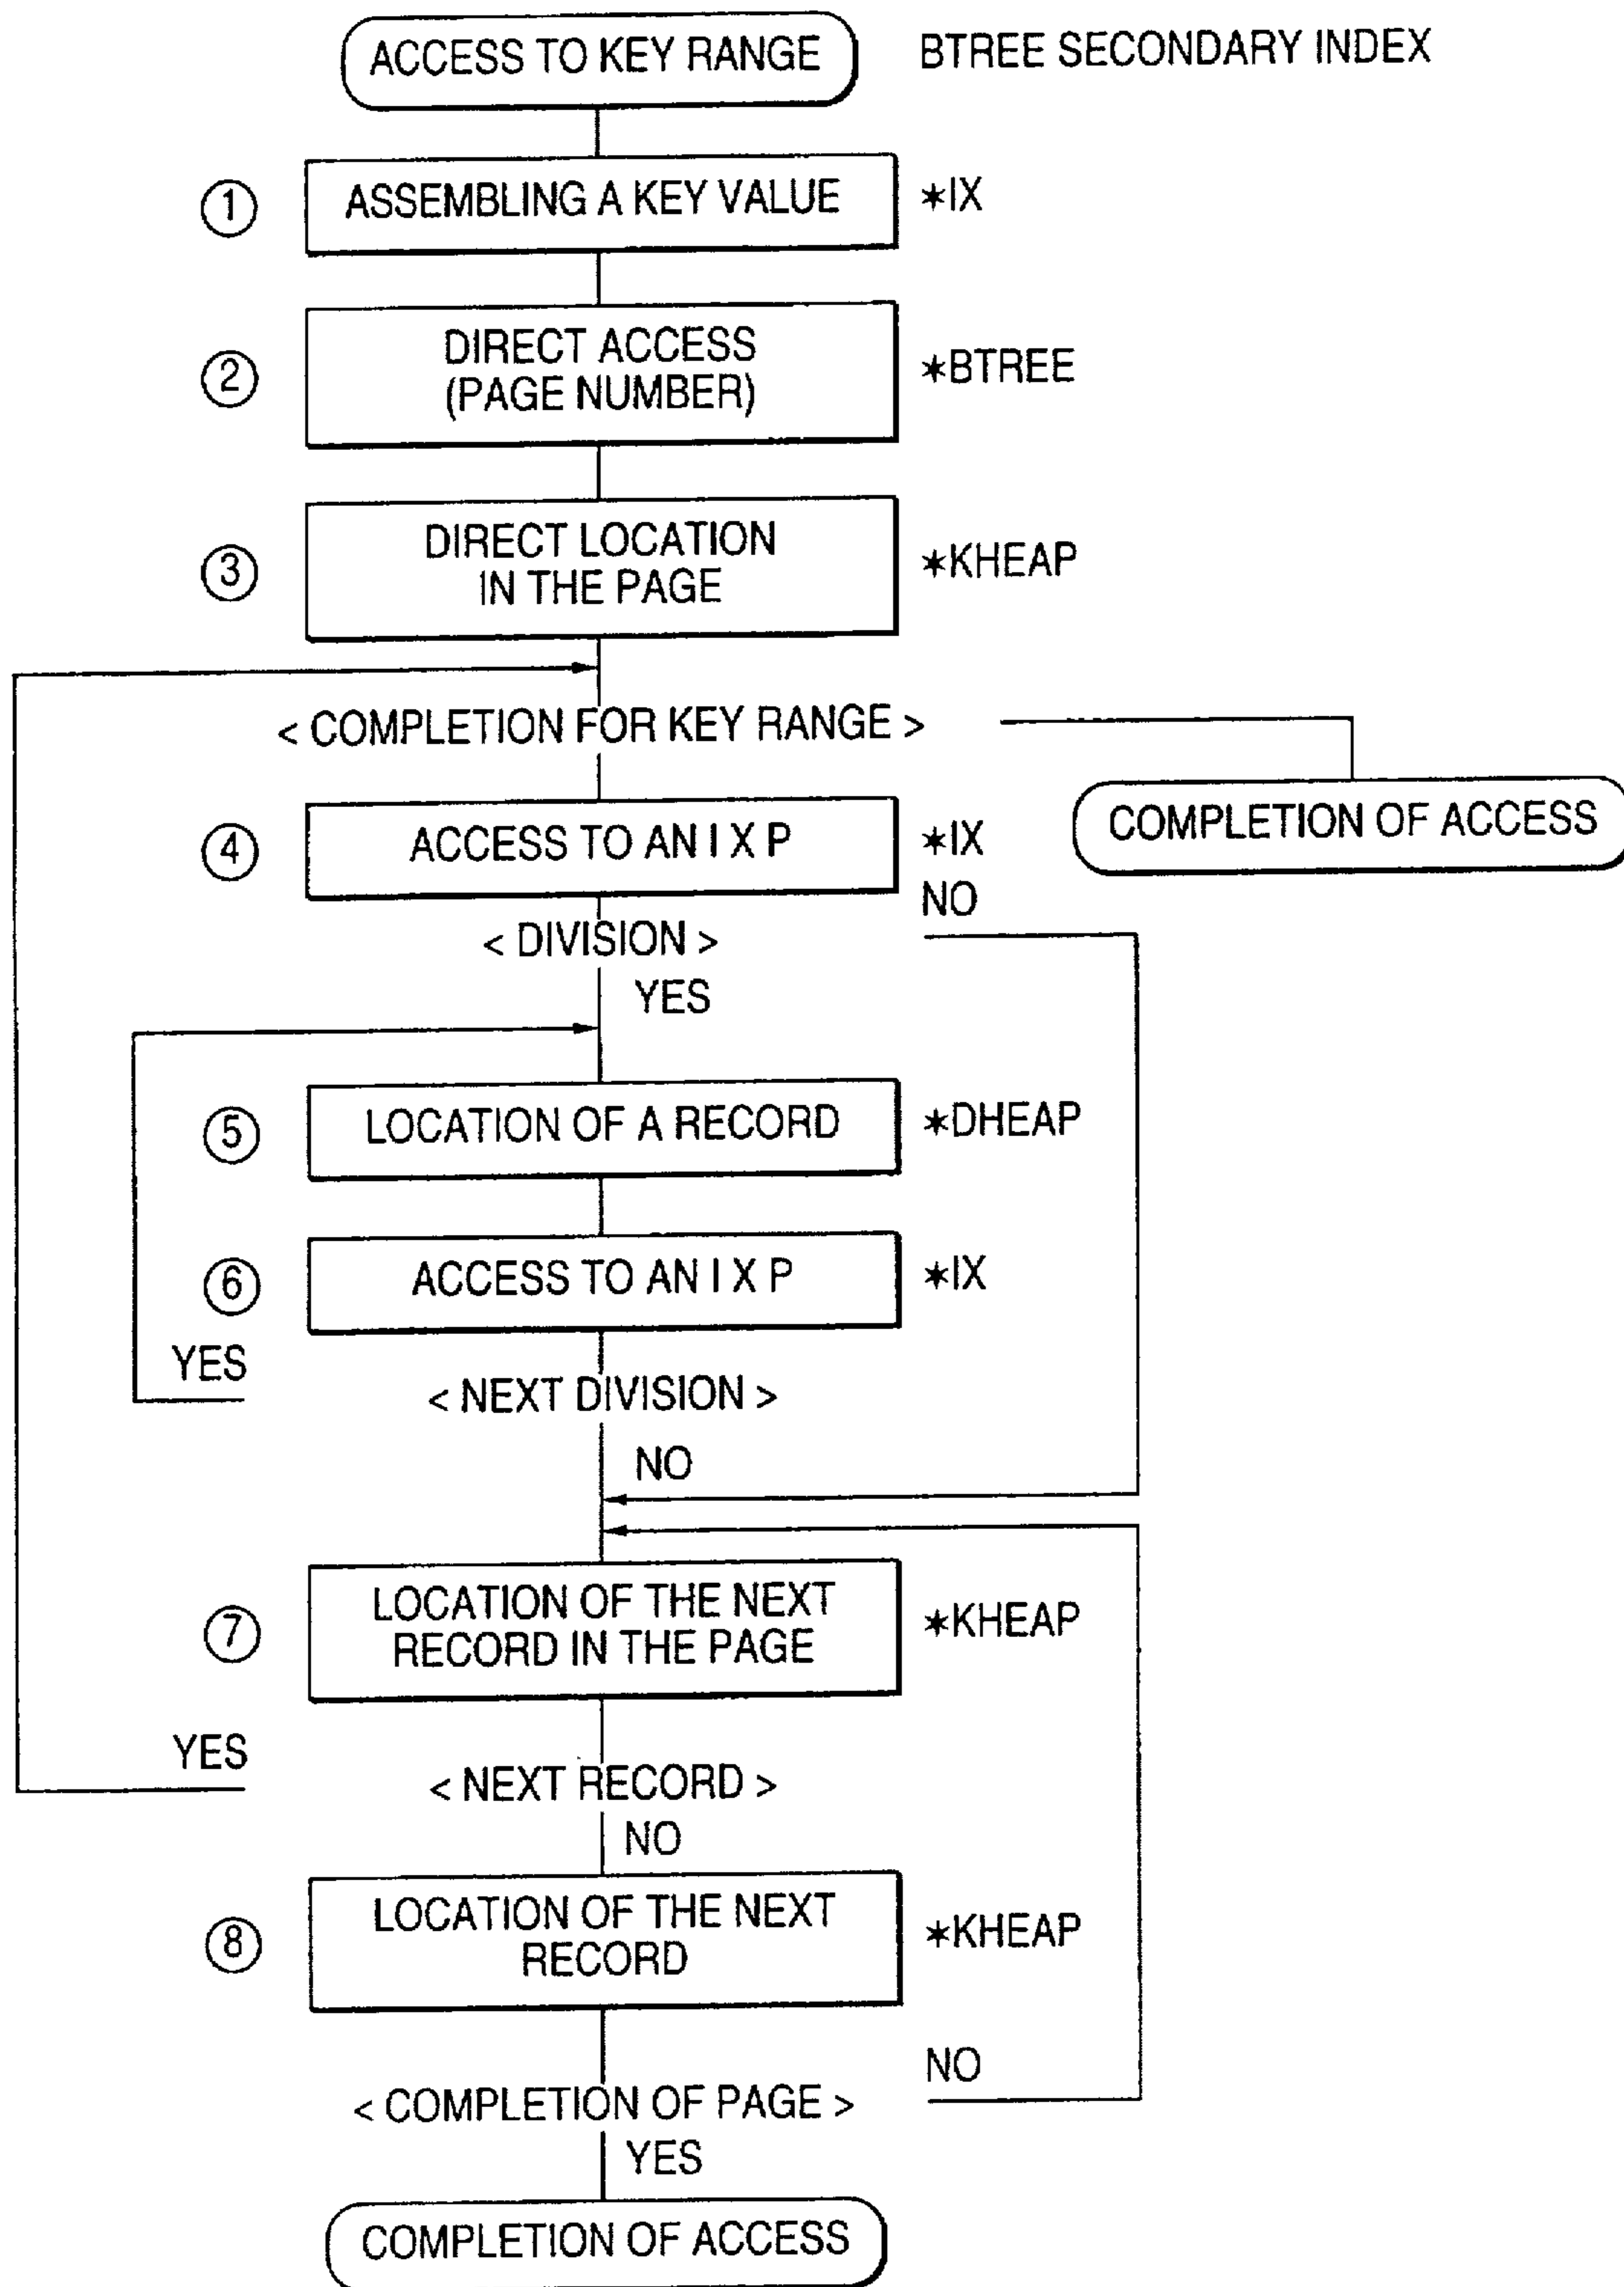 ACCESS TO KEY RANGE BTREE SECONDARY INDEX
① ASSEMBLING A KEY VALUE ✶IX
DIRECT ACCESS
② (PAGE NUMBER) ✶BTREE
DIRECT LOCATION
③ IN THE PAGE ✶KHEAP
< COMPLETION FOR KEY RANGE >
COMPLETION OF ACCESS
④ ACCESS TO AN I X P ✶IX
NO
< DIVISION >
YES
⑤ LOCATION OF A RECORD ✶DHEAP
⑥ ACCESS TO AN I X P ✶IX
YES
< NEXT DIVISION >
NO
LOCATION OF THE NEXT
⑦ RECORD IN THE PAGE ✶KHEAP
YES
< NEXT RECORD >
NO
LOCATION OF THE NEXT
⑧ RECORD ✶KHEAP
NO
< COMPLETION OF PAGE >
YES
COMPLETION OF ACCESS